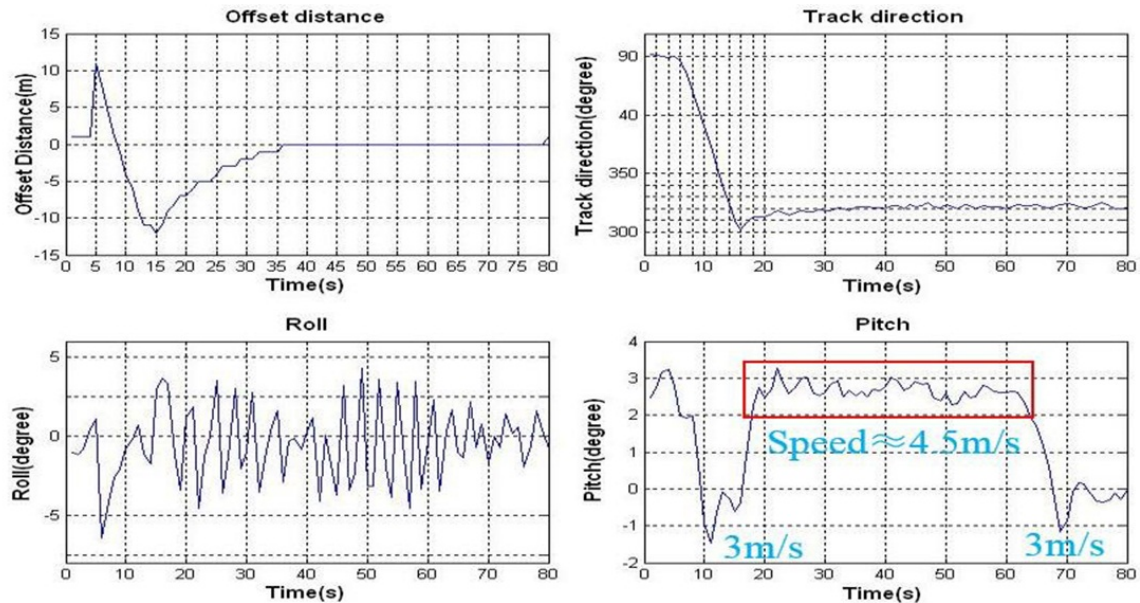 Offset distance
Offset Distance(m)
15
10
5
0
-5
-10
-15
0 5 10 15 20 25 30 35 40 45 50 55 60 65 70 75 80
Time(s)
Track direction
Track direction(degree)
90
40
350
300
0 10 20 30 40 50 60 70 80
Time(s)
Roll
Roll(degree)
5
0
-5
0 10 20 30 40 50 60 70 80
Time(s)
Pitch
Pitch(degree)
4
3
2
1
0
-1
-2
Speed≈4.5m/s
3m/s 3m/s
0 10 20 30 40 50 60 70 80
Time(s)